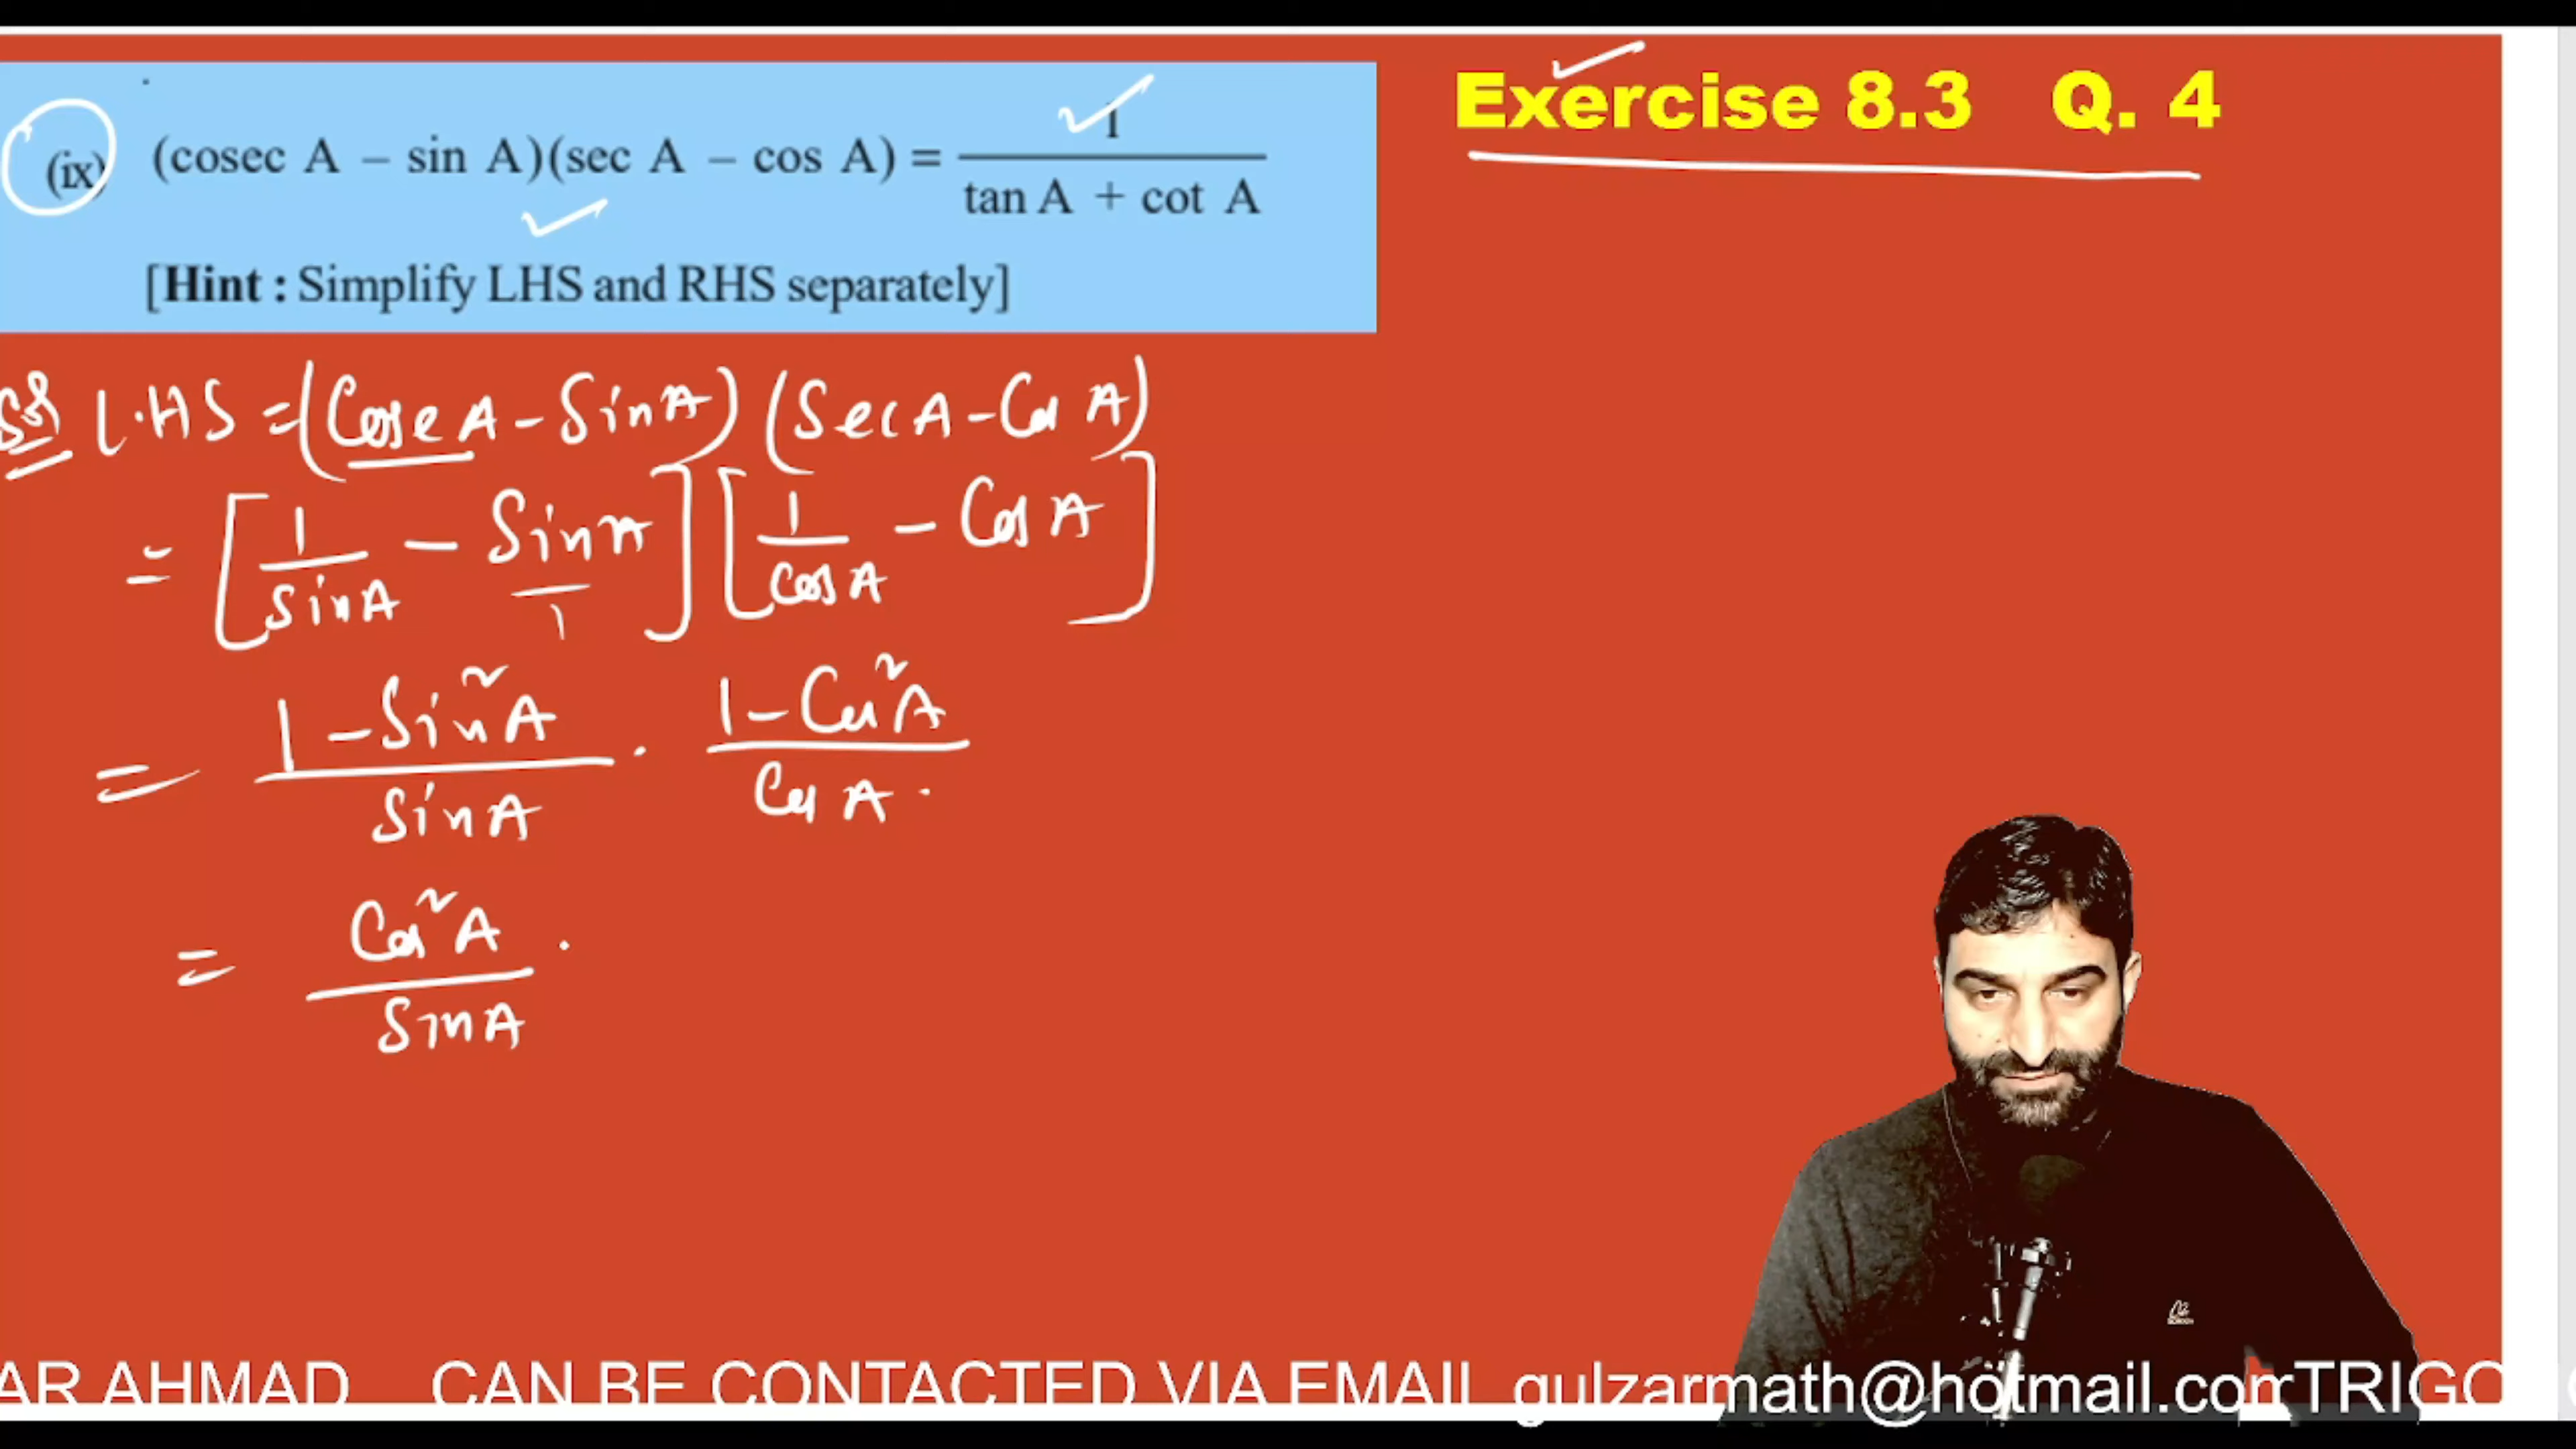 Exercise 8.3 Q. 4
(ix) (cosec A – sin A)(sec A – cos A) = 1 / (tan A + cot A)
[Hint : Simplify LHS and RHS separately]
L.HS = (Cosec A - Sin A) (Sec A - Cos A)
= [1/Sin A - Sin A/1] [1/Cos A - Cos A]
= (1 - Sin²A)/Sin A . (1 - Cos²A)/Cos A .
= Cos²A/Sin A .
AR AHMAD CAN BE CONTACTED VIA EMAIL gulzarmath@hotmail.com TRIGO